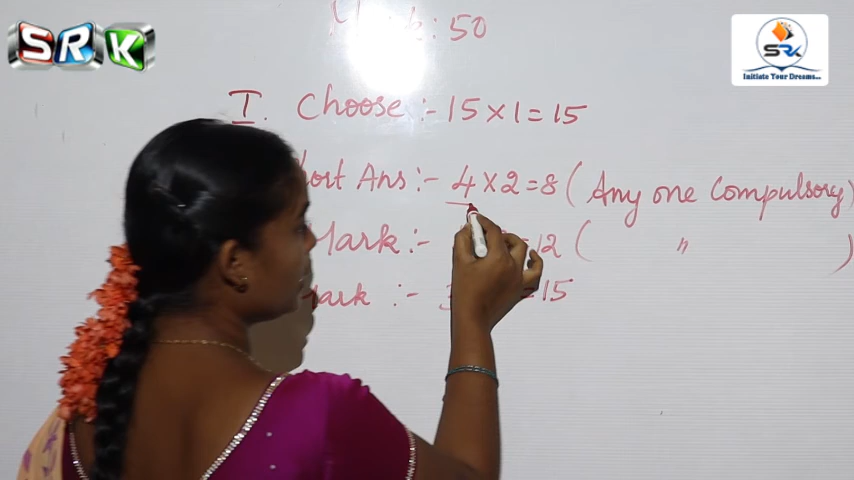 SRK
SRK
Initiate Your Dreams...
: 50
I. Choose :- 15 x 1 = 15
Ans :- 4 x 2 = 8 ( Any one Compulsory )
Mark :- = 12 ( " )
Mark :- 3 = 15